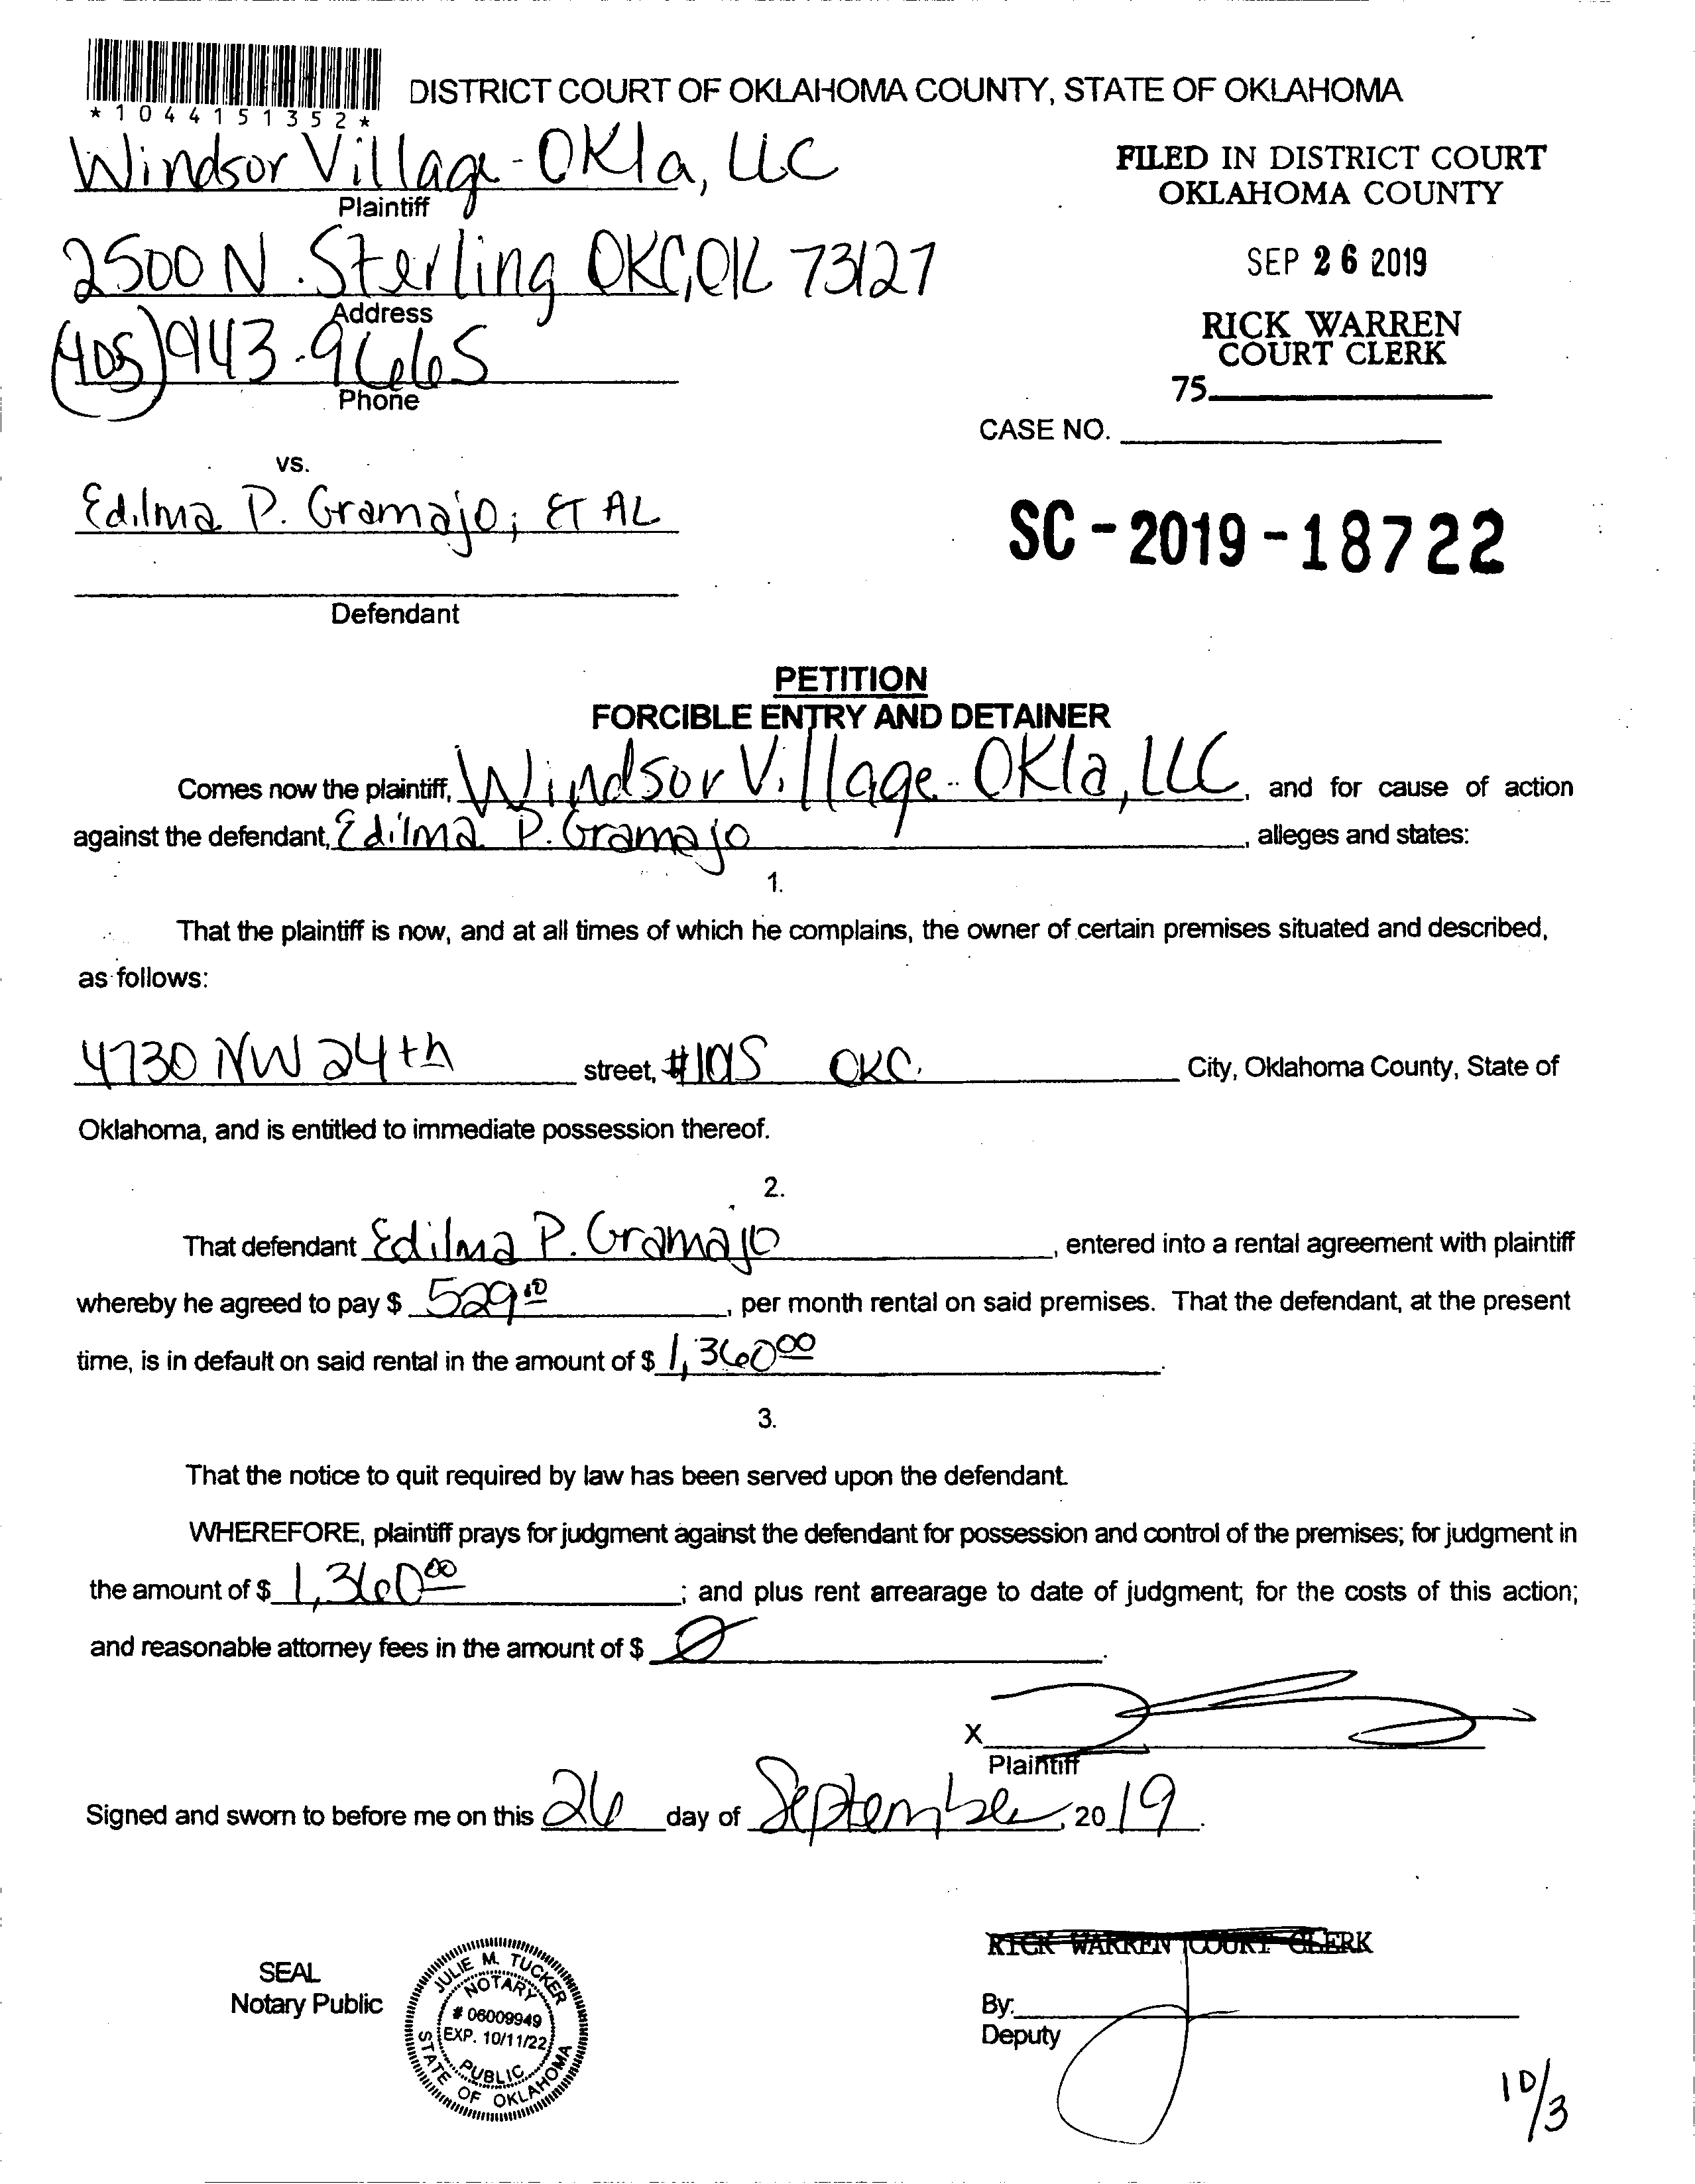 *1044151352*
DISTRICT COURT OF OKLAHOMA COUNTY, STATE OF OKLAHOMA
Windsor Village-Okla, LLC
Plaintiff
FILED IN DISTRICT COURT
OKLAHOMA COUNTY
2500 N. Sterling OKC, OK 73127
Address
SEP 26 2019
(405) 943-9665
Phone
RICK WARREN
COURT CLERK
75
CASE NO.
vs.
Edilma P. Gramajo; ET AL
SC-2019-18722
Defendant
PETITION
FORCIBLE ENTRY AND DETAINER
Comes now the plaintiff, Windsor Village-Okla, LLC, and for cause of action
against the defendant, Edilma P. Gramajo, alleges and states:
1.
That the plaintiff is now, and at all times of which he complains, the owner of certain premises situated and described,
as follows:
4730 NW 24th street, #105 OKC. City, Oklahoma County, State of
Oklahoma, and is entitled to immediate possession thereof.
2.
That defendant Edilma P. Gramajo, entered into a rental agreement with plaintiff
whereby he agreed to pay $ 529.10, per month rental on said premises. That the defendant, at the present
time, is in default on said rental in the amount of $ 1,360.00.
3.
That the notice to quit required by law has been served upon the defendant.
WHEREFORE, plaintiff prays for judgment against the defendant for possession and control of the premises; for judgment in
the amount of $ 1,360.00; and plus rent arrearage to date of judgment; for the costs of this action;
and reasonable attorney fees in the amount of $ 0.
X
Plaintiff
Signed and sworn to before me on this 26 day of September, 2019.
RICK WARREN COURT CLERK
SEAL
Notary Public
JULIE M. TUCKER
NOTARY
# 06009949
EXP. 10/11/22
PUBLIC
STATE OF OKLAHOMA
By:
Deputy
10/3